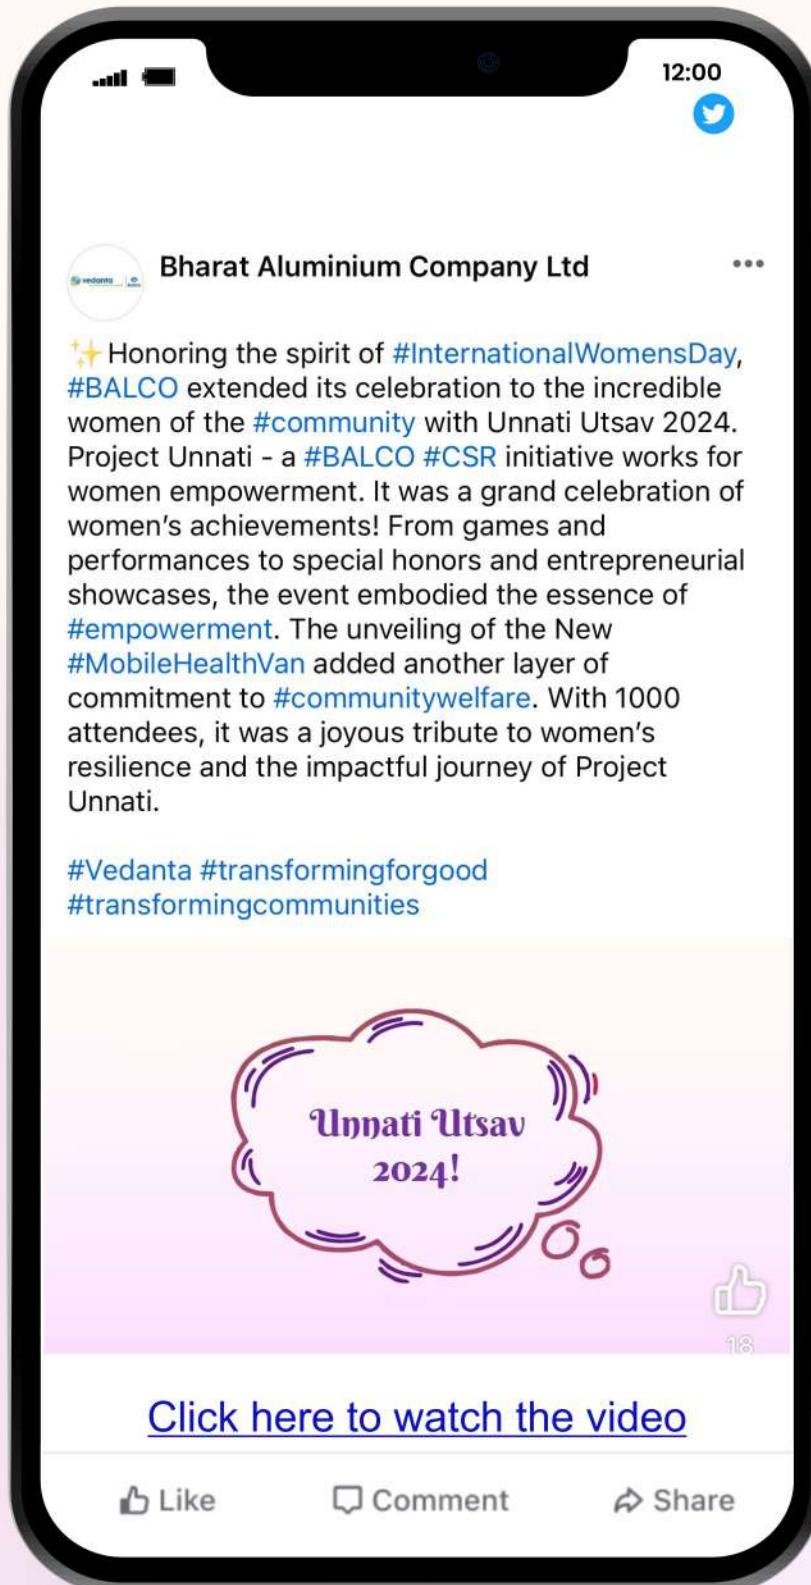 12:00
vedanta
Bharat Aluminium Company Ltd
✨Honoring the spirit of #InternationalWomensDay,
#BALCO extended its celebration to the incredible
women of the #community with Unnati Utsav 2024.
Project Unnati - a #BALCO #CSR initiative works for
women empowerment. It was a grand celebration of
women's achievements! From games and
performances to special honors and entrepreneurial
showcases, the event embodied the essence of
#empowerment. The unveiling of the New
#MobileHealthVan added another layer of
commitment to #communitywelfare. With 1000
attendees, it was a joyous tribute to women's
resilience and the impactful journey of Project
Unnati.
#Vedanta #transformingforgood
#transformingcommunities
Unnati Utsav
2024!
18
Click here to watch the video
Like Comment Share